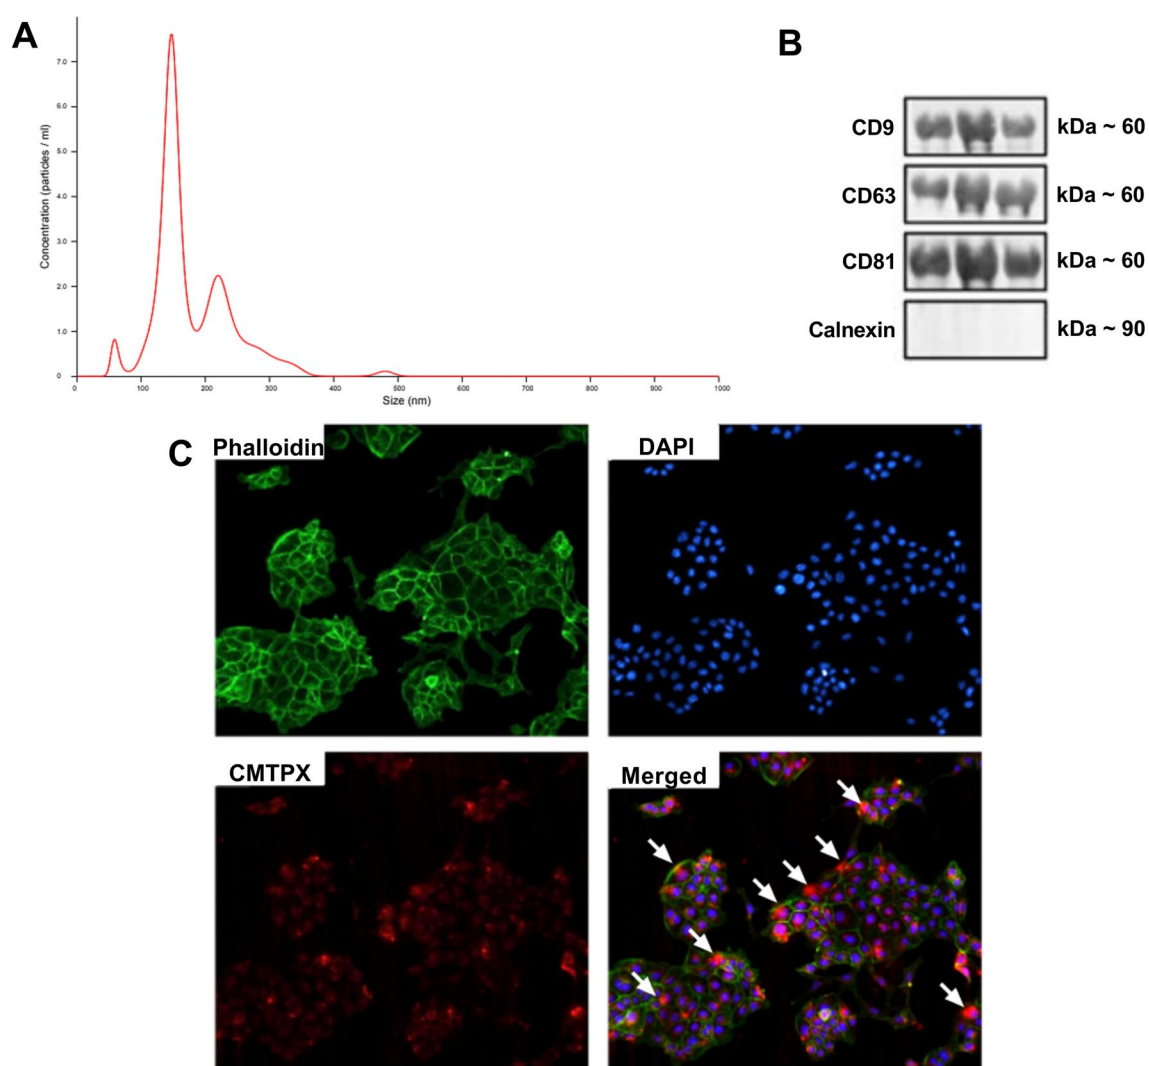 A
Concentration (particles / ml)
7.0
6.0
5.0
4.0
3.0
2.0
1.0
0
0 100 200 300 400 500 600 700 800 900 1000
Size (nm)
B
CD9 kDa ~ 60
CD63 kDa ~ 60
CD81 kDa ~ 60
Calnexin kDa ~ 90
C
Phalloidin DAPI
CMTPX Merged